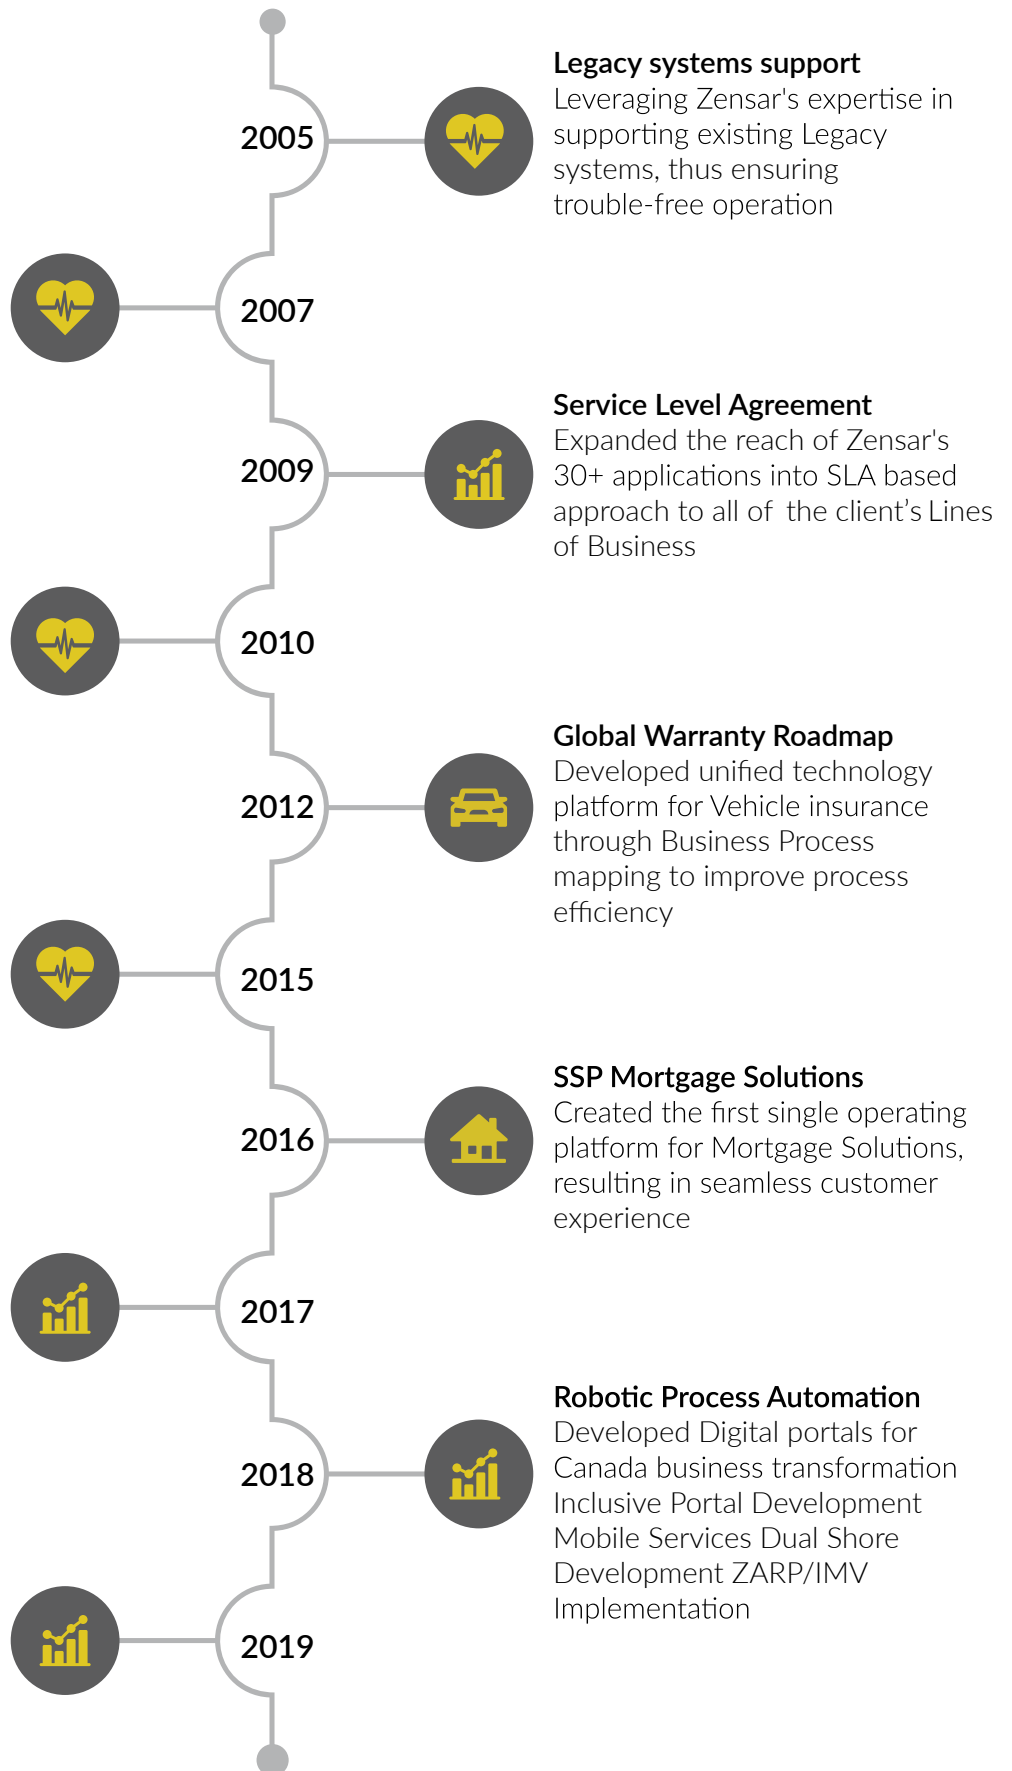 2005
Legacy systems support
Leveraging Zensar's expertise in
supporting existing Legacy
systems, thus ensuring
trouble-free operation
2007
2009
Service Level Agreement
Expanded the reach of Zensar's
30+ applications into SLA based
approach to all of the client’s Lines
of Business
2010
2012
Global Warranty Roadmap
Developed unified technology
platform for Vehicle insurance
through Business Process
mapping to improve process
efficiency
2015
2016
SSP Mortgage Solutions
Created the first single operating
platform for Mortgage Solutions,
resulting in seamless customer
experience
2017
2018
Robotic Process Automation
Developed Digital portals for
Canada business transformation
Inclusive Portal Development
Mobile Services Dual Shore
Development ZARP/IMV
Implementation
2019